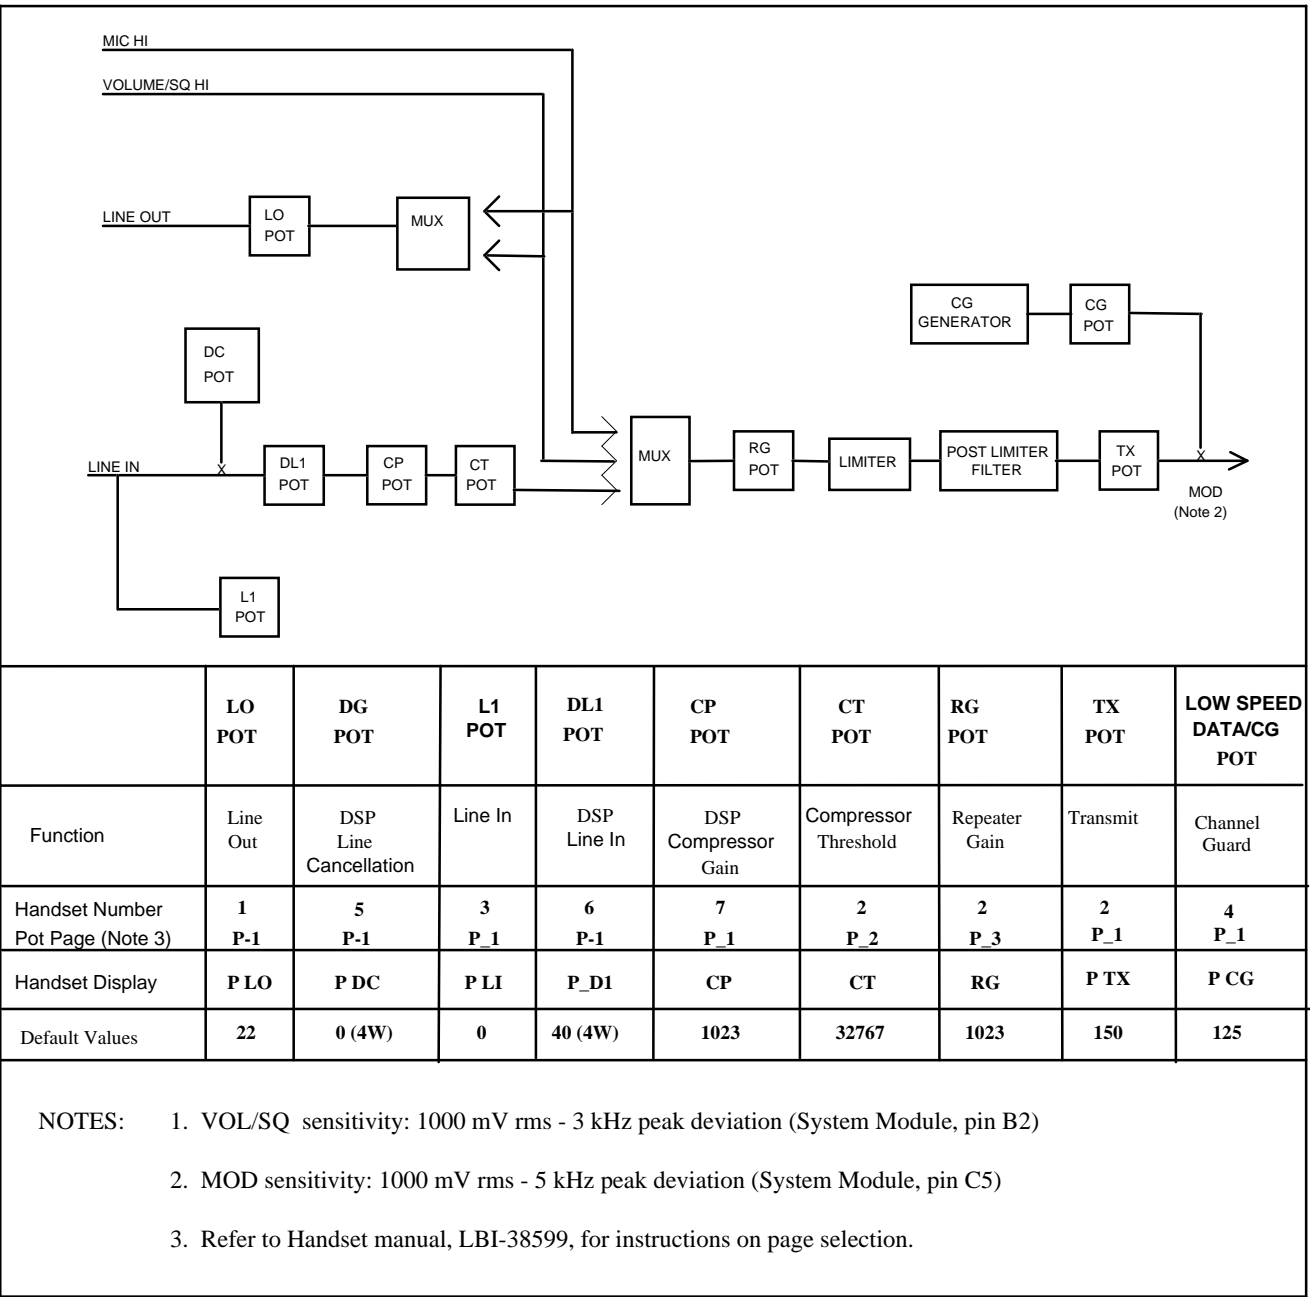 MIC HI
VOLUME/SQ HI
LINE OUT
LO
POT
MUX
CG
GENERATOR
CG
POT
DC
POT
LINE IN
X
DL1
POT
CP
POT
CT
POT
MUX
RG
POT
LIMITER
POST LIMITER
FILTER
TX
POT
X
MOD
(Note 2)
L1
POT
LO
POT
DG
POT
L1
POT
DL1
POT
CP
POT
CT
POT
RG
POT
TX
POT
LOW SPEED
DATA/CG
POT
Function
Line
Out
DSP
Line
Cancellation
Line In
DSP
Line In
DSP
Compressor
Gain
Compressor
Threshold
Repeater
Gain
Transmit
Channel
Guard
Handset Number 1 5 3 6 7 2 2 2 4
Pot Page (Note 3) P-1 P-1 P_1 P-1 P_1 P_2 P_3 P_1 P_1
Handset Display P LO P DC P LI P_D1 CP CT RG P TX P CG
Default Values 22 0 (4W) 0 40 (4W) 1023 32767 1023 150 125
NOTES: 1. VOL/SQ sensitivity: 1000 mV rms - 3 kHz peak deviation (System Module, pin B2)
2. MOD sensitivity: 1000 mV rms - 5 kHz peak deviation (System Module, pin C5)
3. Refer to Handset manual, LBI-38599, for instructions on page selection.